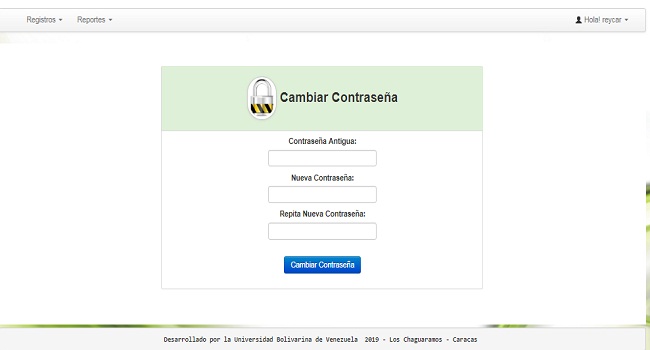 Registros Reportes Hola! reycar
Cambiar Contraseña
Contraseña Antigua:
Nueva Contraseña:
Repita Nueva Contraseña:
Cambiar Contraseña
Desarrollado por la Universidad Bolivarina de Venezuela 2019 - Los Chaguaramos - Caracas